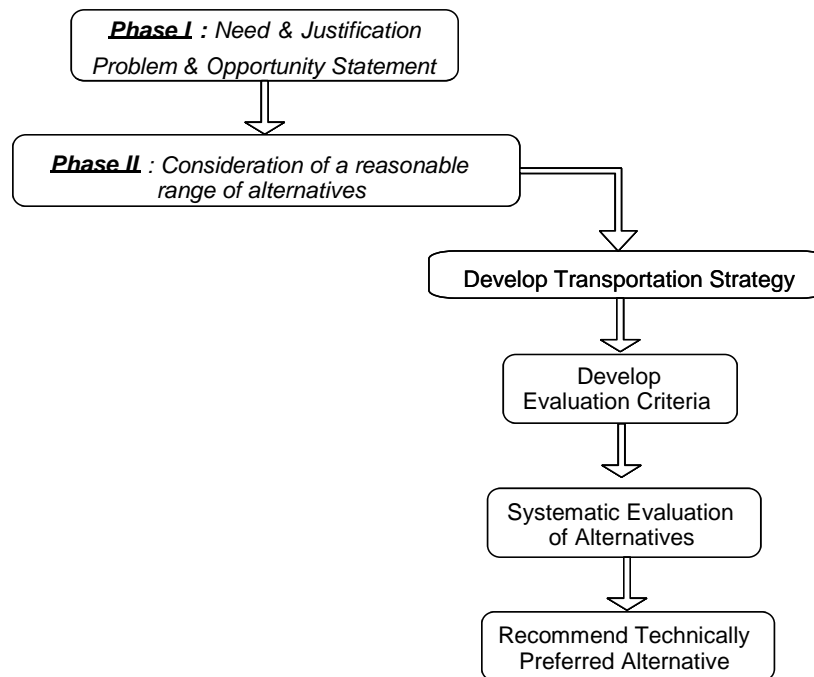 Phase I : Need & Justification
Problem & Opportunity Statement
Phase II : Consideration of a reasonable
range of alternatives
Develop Transportation Strategy
Develop
Evaluation Criteria
Systematic Evaluation
of Alternatives
Recommend Technically
Preferred Alternative